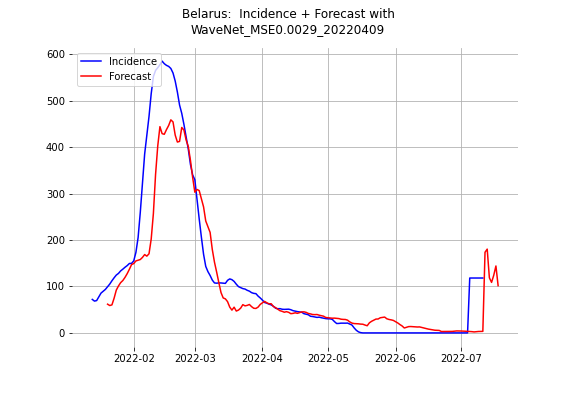 Belarus:  Incidence + Forecast with
WaveNet_MSE0.0029_20220409
600
Incidence
Forecast
500
400
300
200
100
0
2022-02 2022-03 2022-04 2022-05 2022-06 2022-07